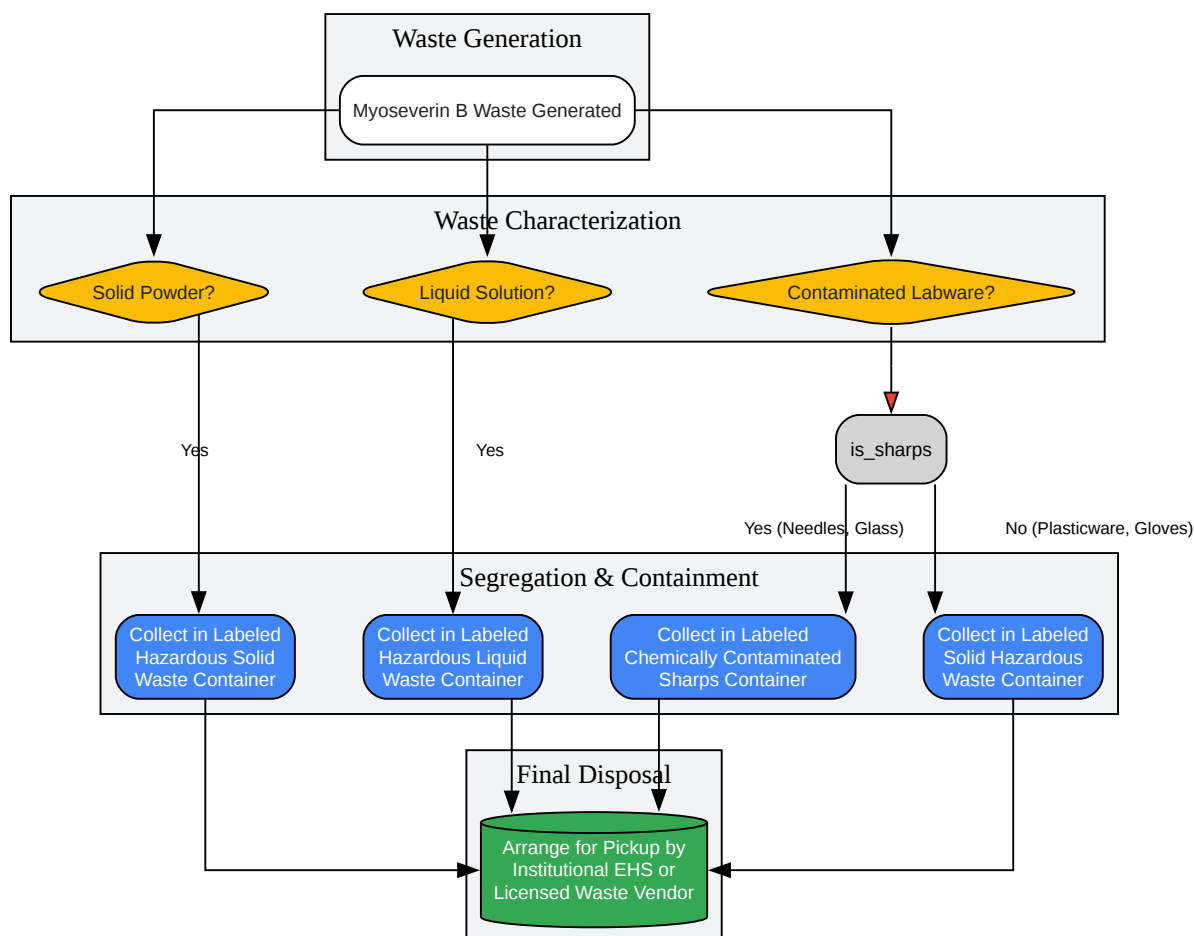 Waste Generation
Myoseverin B Waste Generated
Waste Characterization
Solid Powder?
Liquid Solution?
Contaminated Labware?
Yes
Yes
is_sharps
Yes (Needles, Glass)
No (Plasticware, Gloves)
Segregation & Containment
Collect in Labeled
Hazardous Solid
Waste Container
Collect in Labeled
Hazardous Liquid
Waste Container
Collect in Labeled
Chemically Contaminated
Sharps Container
Collect in Labeled
Solid Hazardous
Waste Container
Final Disposal
Arrange for Pickup by
Institutional EHS or
Licensed Waste Vendor